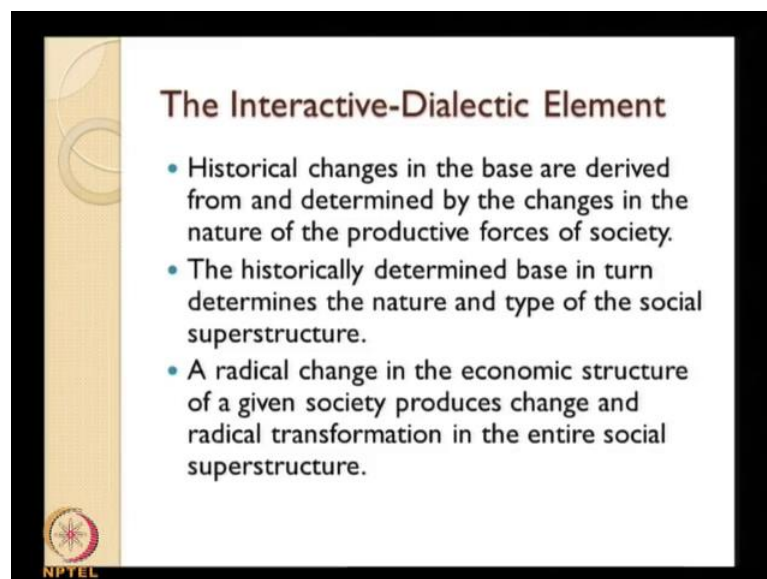 The Interactive-Dialectic Element
• Historical changes in the base are derived
from and determined by the changes in the
nature of the productive forces of society.
• The historically determined base in turn
determines the nature and type of the social
superstructure.
• A radical change in the economic structure
of a given society produces change and
radical transformation in the entire social
superstructure.
NPTEL